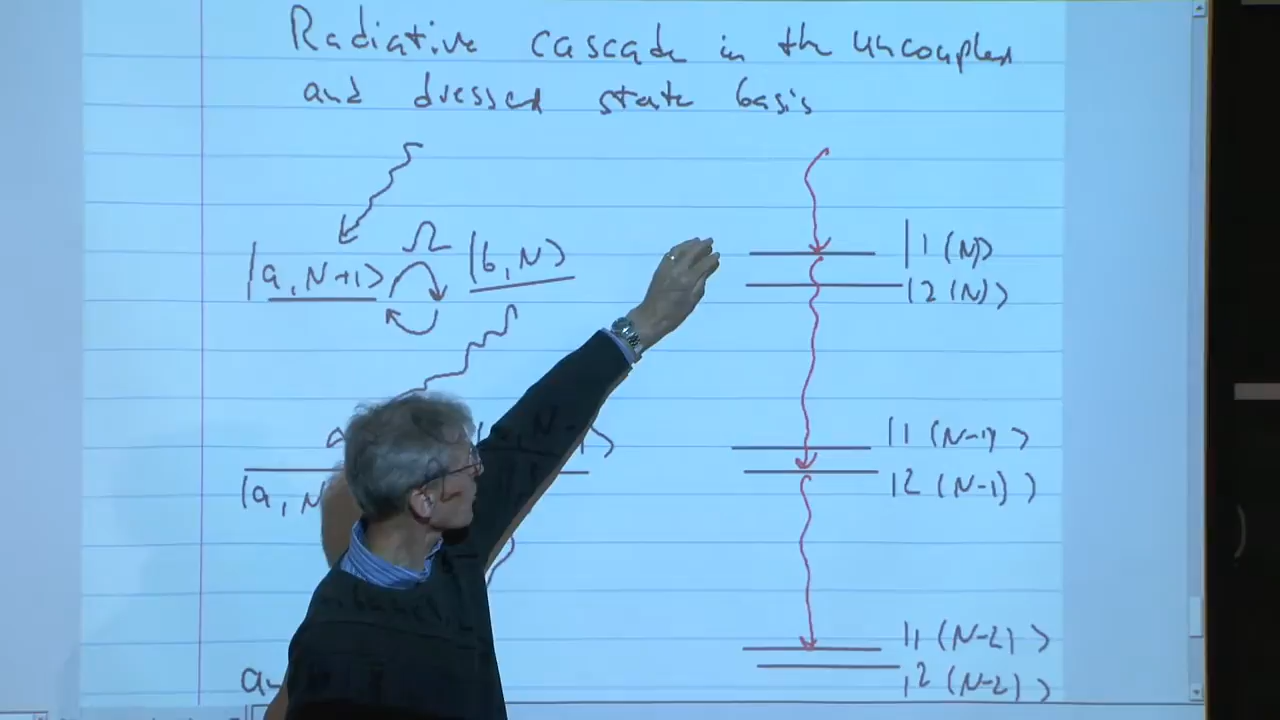 Radiative cascade in the uncoupled
and dressed state basis
|a, N+1⟩ Ω |b, N⟩
|1 (N)⟩
|2 (N)⟩
|1 (N-1)⟩
|a, N
|2 (N-1)⟩
|1 (N-2)⟩
|2 (N-2)⟩